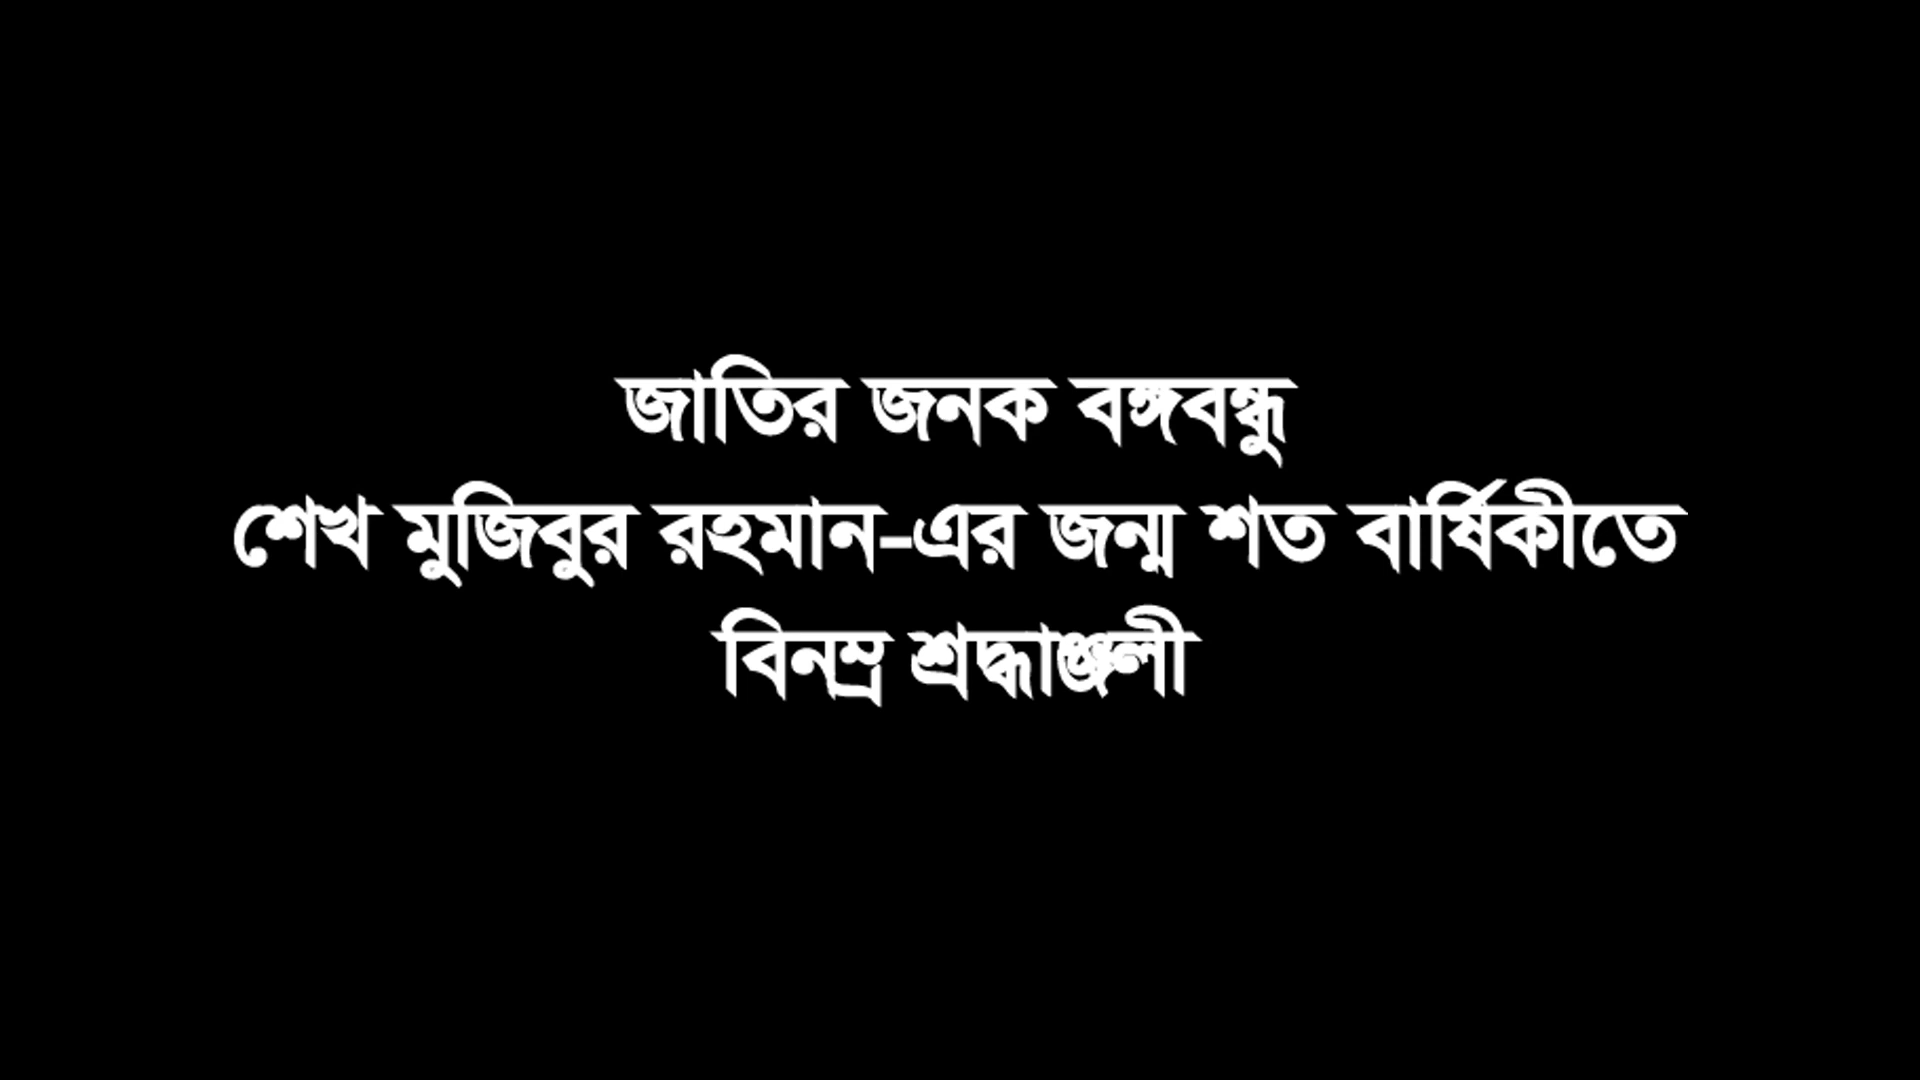 জাতির জনক বঙ্গবন্ধু
শেখ মুজিবুর রহমান-এর জন্ম শত বার্ষিকীতে
বিনম্র শ্রদ্ধাঞ্জলী